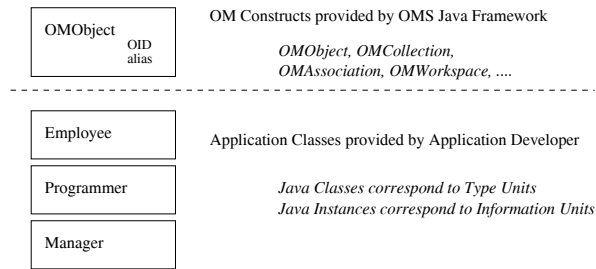 OMObject
OID
alias
OM Constructs provided by OMS Java Framework
OMObject, OMCollection,
OMAssociation, OMWorkspace, ....
Employee
Programmer
Manager
Application Classes provided by Application Developer
Java Classes correspond to Type Units
Java Instances correspond to Information Units